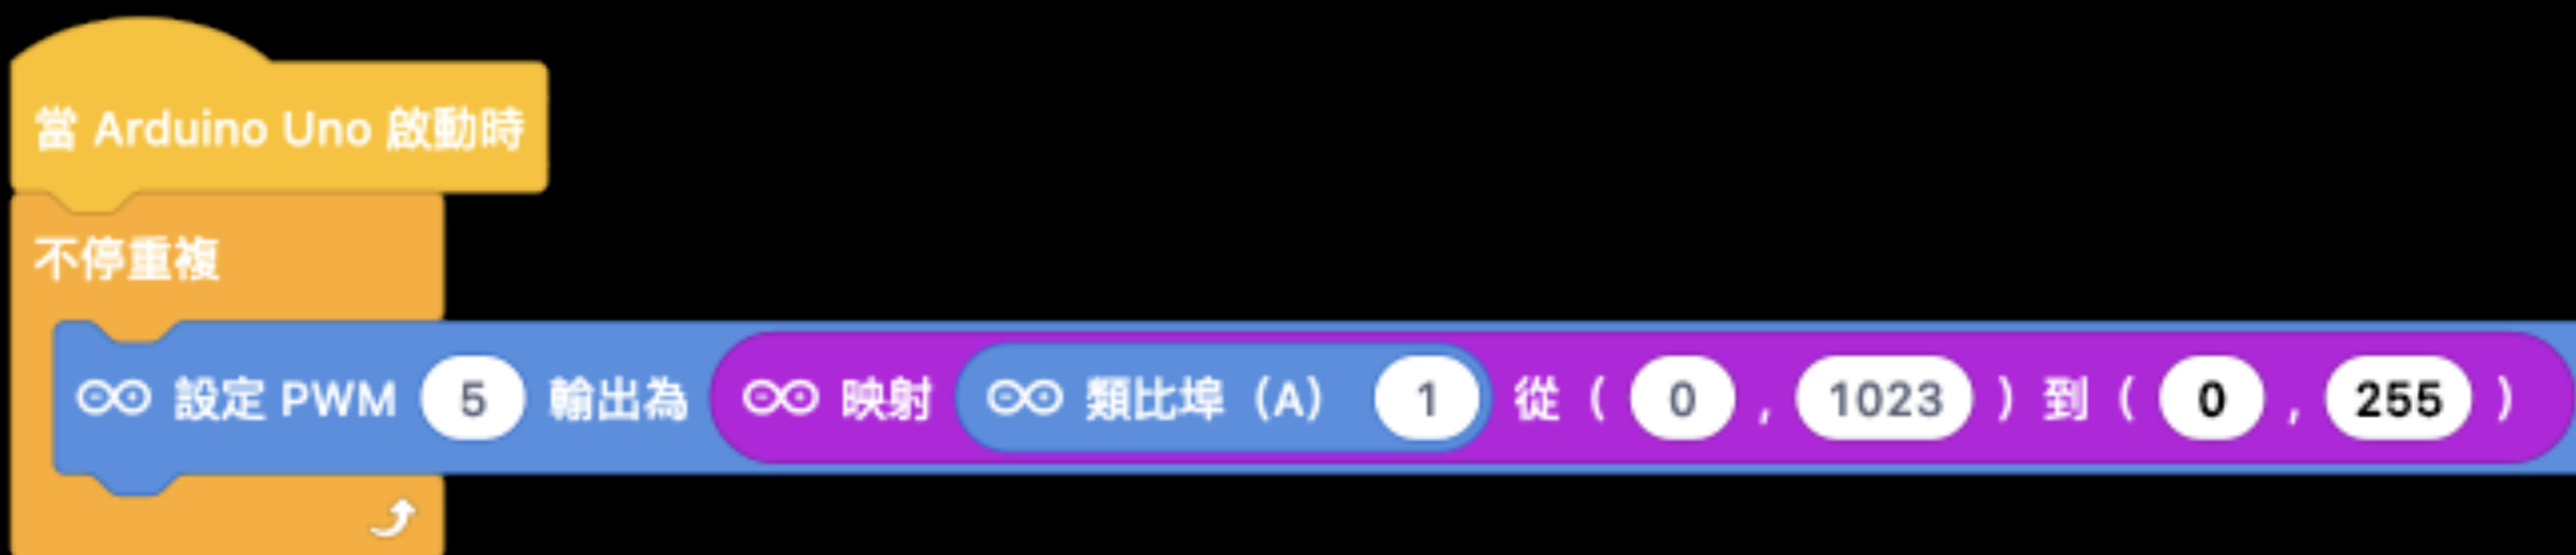 當 Arduino Uno 啟動時
不停重複
設定 PWM 5 輸出為 映射 類比埠 (A) 1 從 ( 0 , 1023 ) 到 ( 0 , 255 )